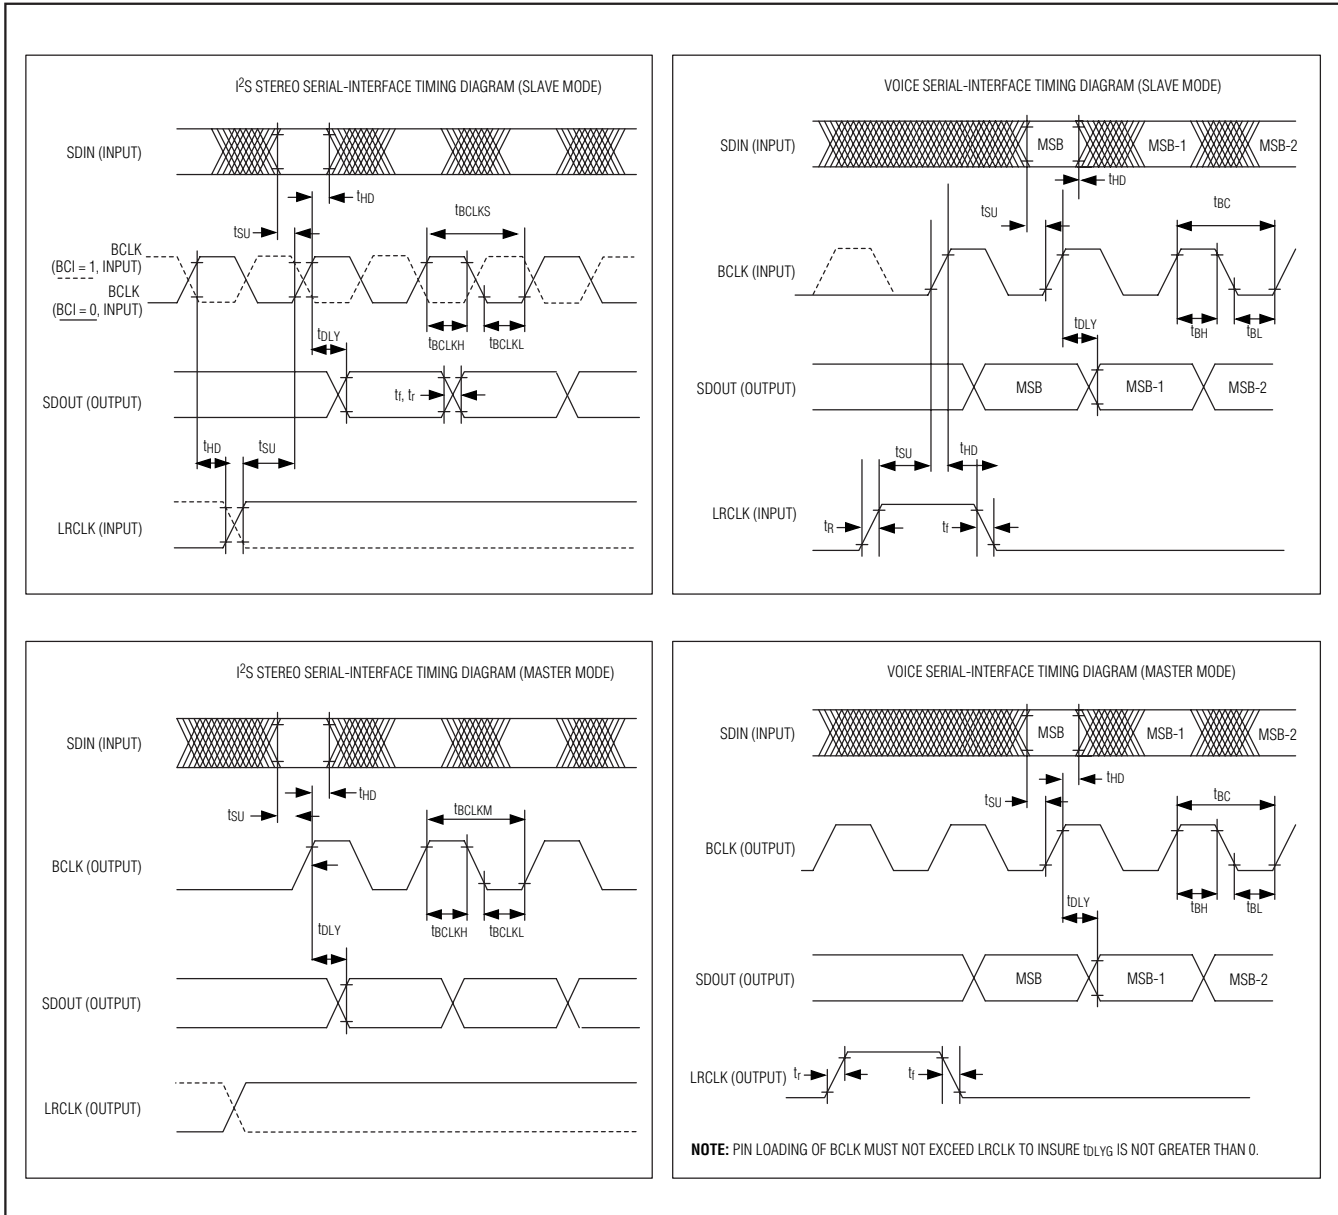 I²S STEREO SERIAL-INTERFACE TIMING DIAGRAM (SLAVE MODE)
SDIN (INPUT)
tHD
tSU
tBCLKS
BCLK
(BCI = 1, INPUT)
BCLK
(BCI = 0, INPUT)
tDLY
tBCLKH
tBCLKL
SDOUT (OUTPUT)
tf, tr
tHD
tSU
LRCLK (INPUT)
VOICE SERIAL-INTERFACE TIMING DIAGRAM (SLAVE MODE)
SDIN (INPUT)
MSB
MSB-1
MSB-2
tHD
tSU
tBC
BCLK (INPUT)
tDLY
tBH
tBL
SDOUT (OUTPUT)
MSB
MSB-1
MSB-2
tSU
tHD
LRCLK (INPUT)
tR
tf
I²S STEREO SERIAL-INTERFACE TIMING DIAGRAM (MASTER MODE)
SDIN (INPUT)
tHD
tSU
tBCLKM
BCLK (OUTPUT)
tDLY
tBCLKH
tBCLKL
SDOUT (OUTPUT)
LRCLK (OUTPUT)
VOICE SERIAL-INTERFACE TIMING DIAGRAM (MASTER MODE)
SDIN (INPUT)
MSB
MSB-1
MSB-2
tHD
tSU
tBC
BCLK (OUTPUT)
tDLY
tBH
tBL
SDOUT (OUTPUT)
MSB
MSB-1
MSB-2
LRCLK (OUTPUT)
tr
tf
NOTE: PIN LOADING OF BCLK MUST NOT EXCEED LRCLK TO INSURE tDLYG IS NOT GREATER THAN 0.